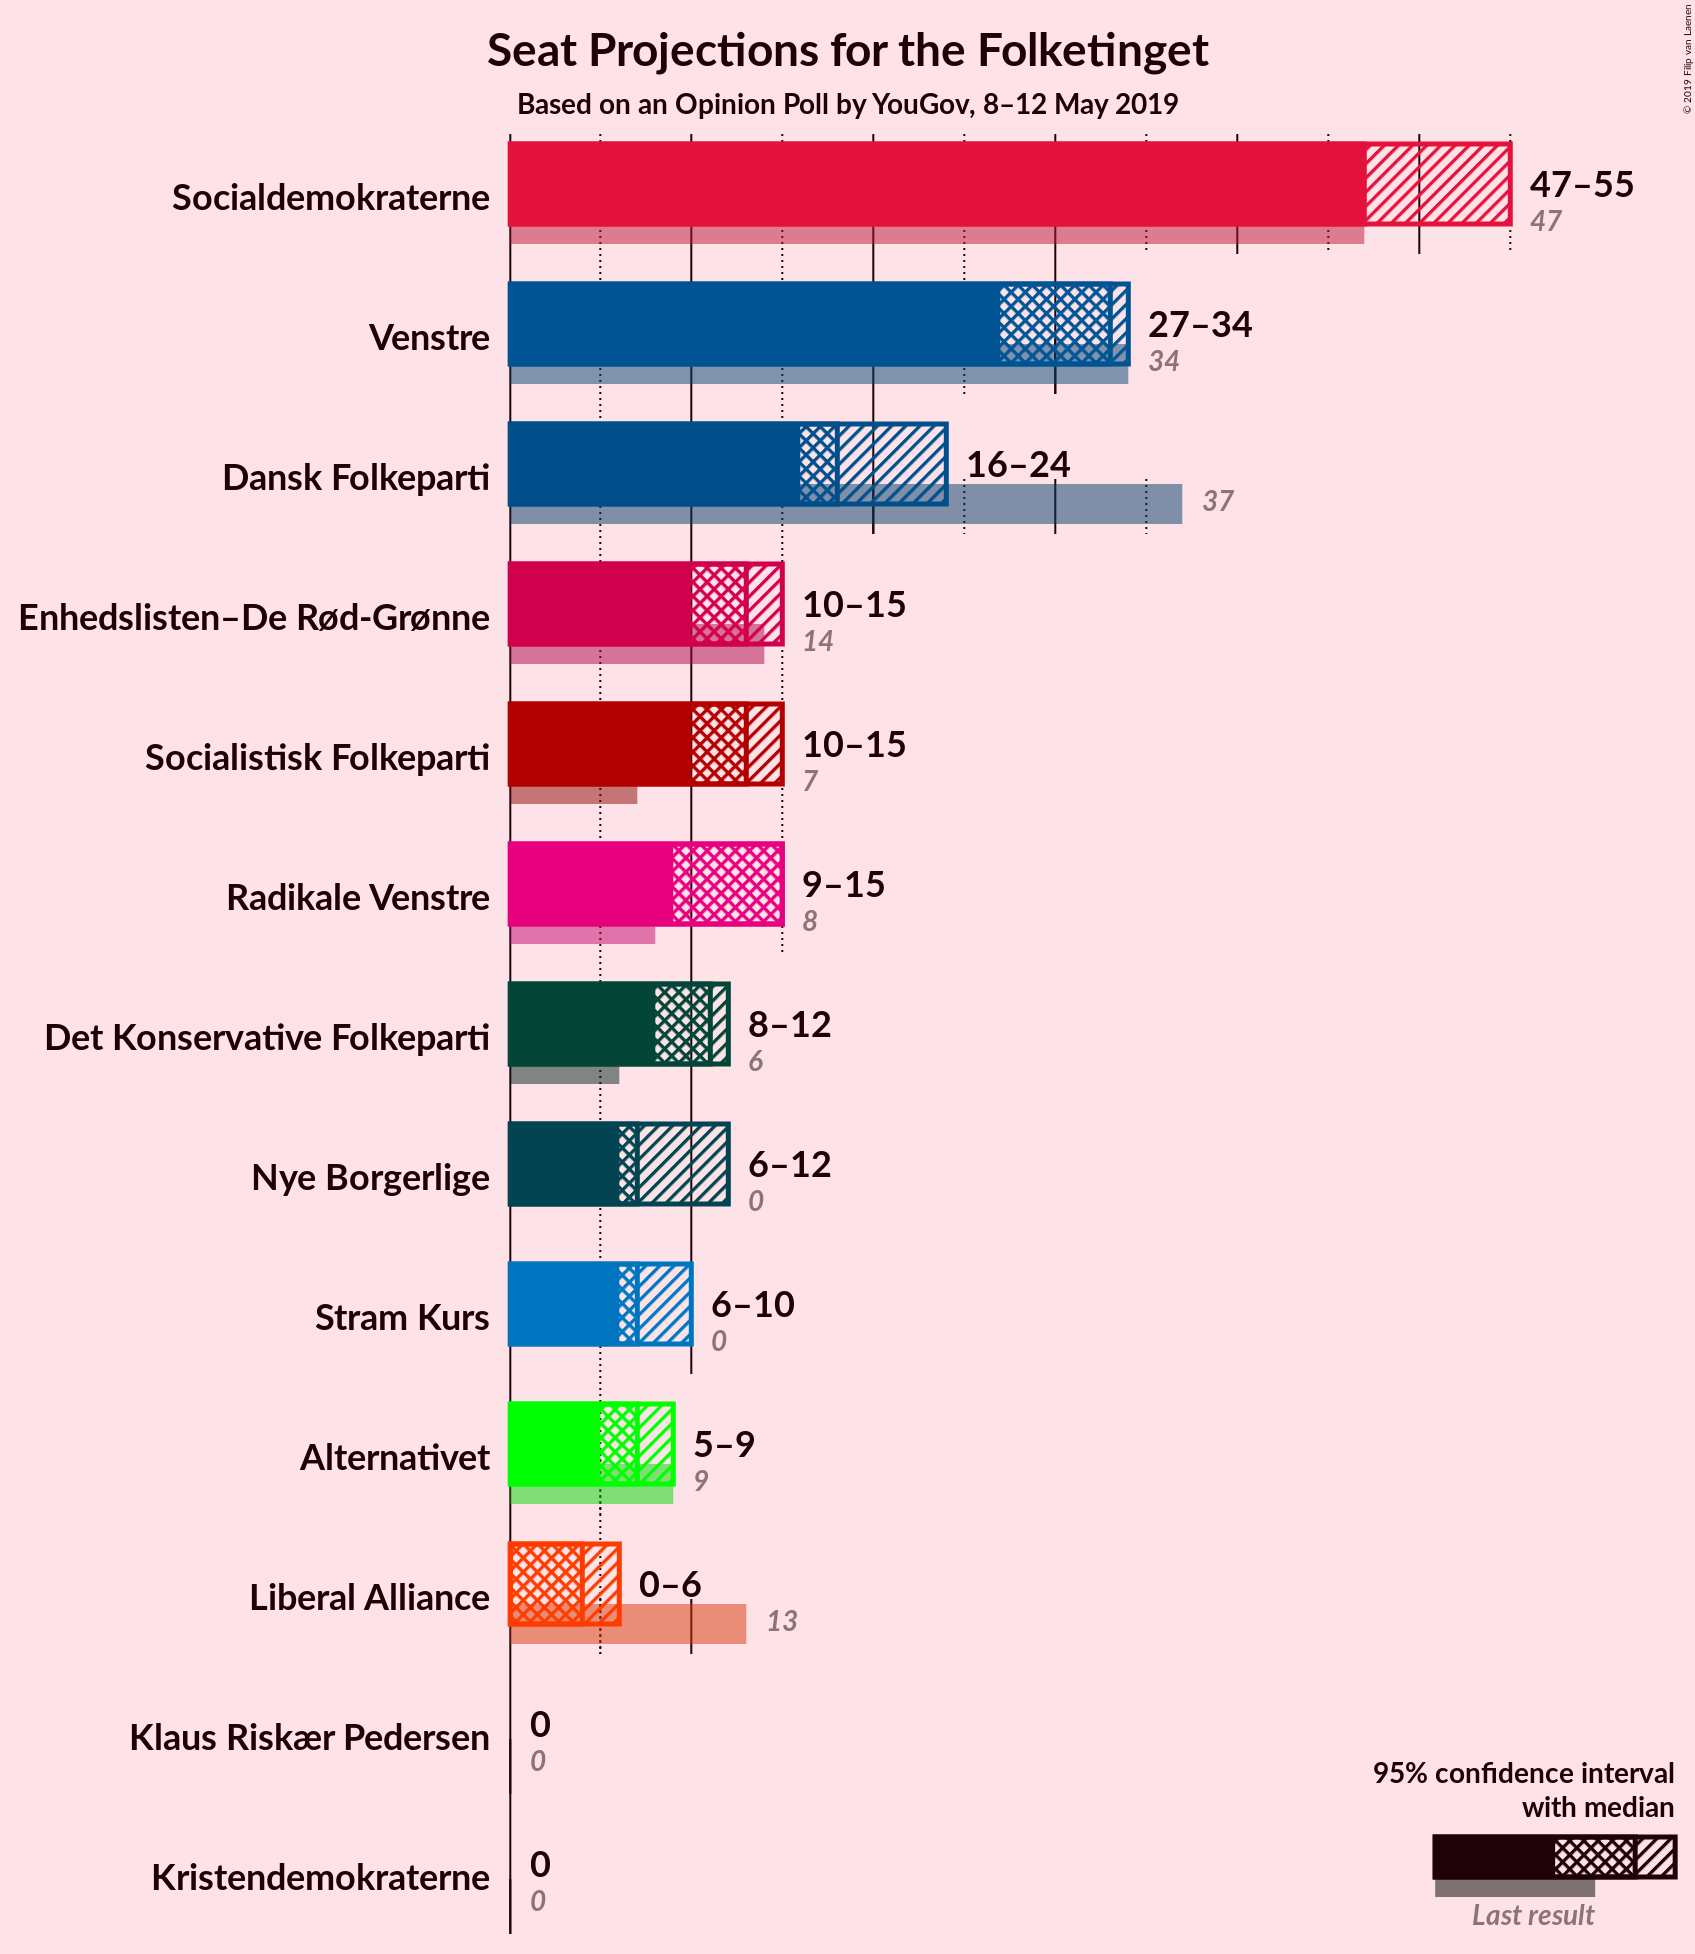 Seat Projections for the Folketinget
Based on an Opinion Poll by YouGov, 8–12 May 2019
© 2019 Filip van Laenen
Socialdemokraterne
47–55
47
Venstre
27–34
34
Dansk Folkeparti
16–24
37
Enhedslisten–De Rød-Grønne
10–15
14
Socialistisk Folkeparti
10–15
7
Radikale Venstre
9–15
8
Det Konservative Folkeparti
8–12
6
Nye Borgerlige
6–12
0
Stram Kurs
6–10
0
Alternativet
5–9
9
Liberal Alliance
0–6
13
Klaus Riskær Pedersen
0
0
Kristendemokraterne
0
0
95% confidence interval
with median
Last result